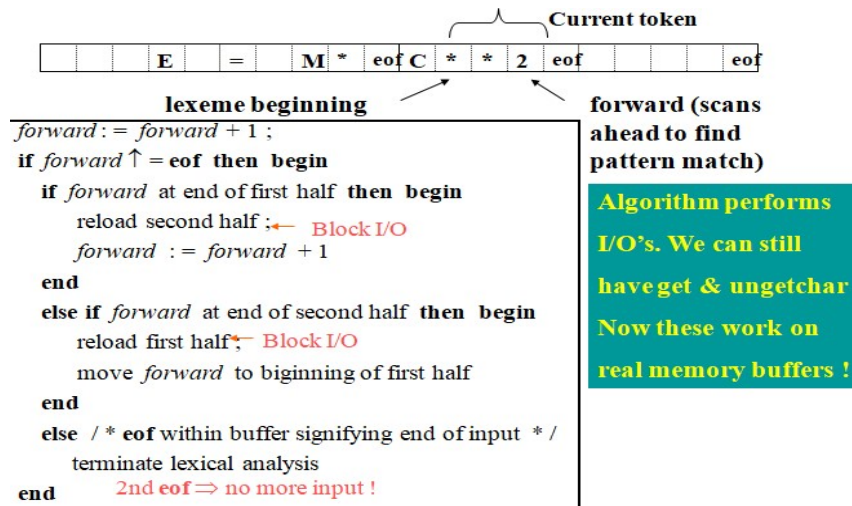 Current token
E = M * eof C * * 2 eof eof
lexeme beginning
forward (scans
ahead to find
pattern match)
forward : = forward + 1 ;
if forward ↑ = eof then begin
if forward at end of first half then begin
reload second half ; Block I/O
forward : = forward + 1
end
else if forward at end of second half then begin
reload first half ; Block I/O
move forward to biginning of first half
end
else / * eof within buffer signifying end of input * /
terminate lexical analysis
end 2nd eof ⇒ no more input !
Algorithm performs
I/O's. We can still
have get & ungetchar
Now these work on
real memory buffers !